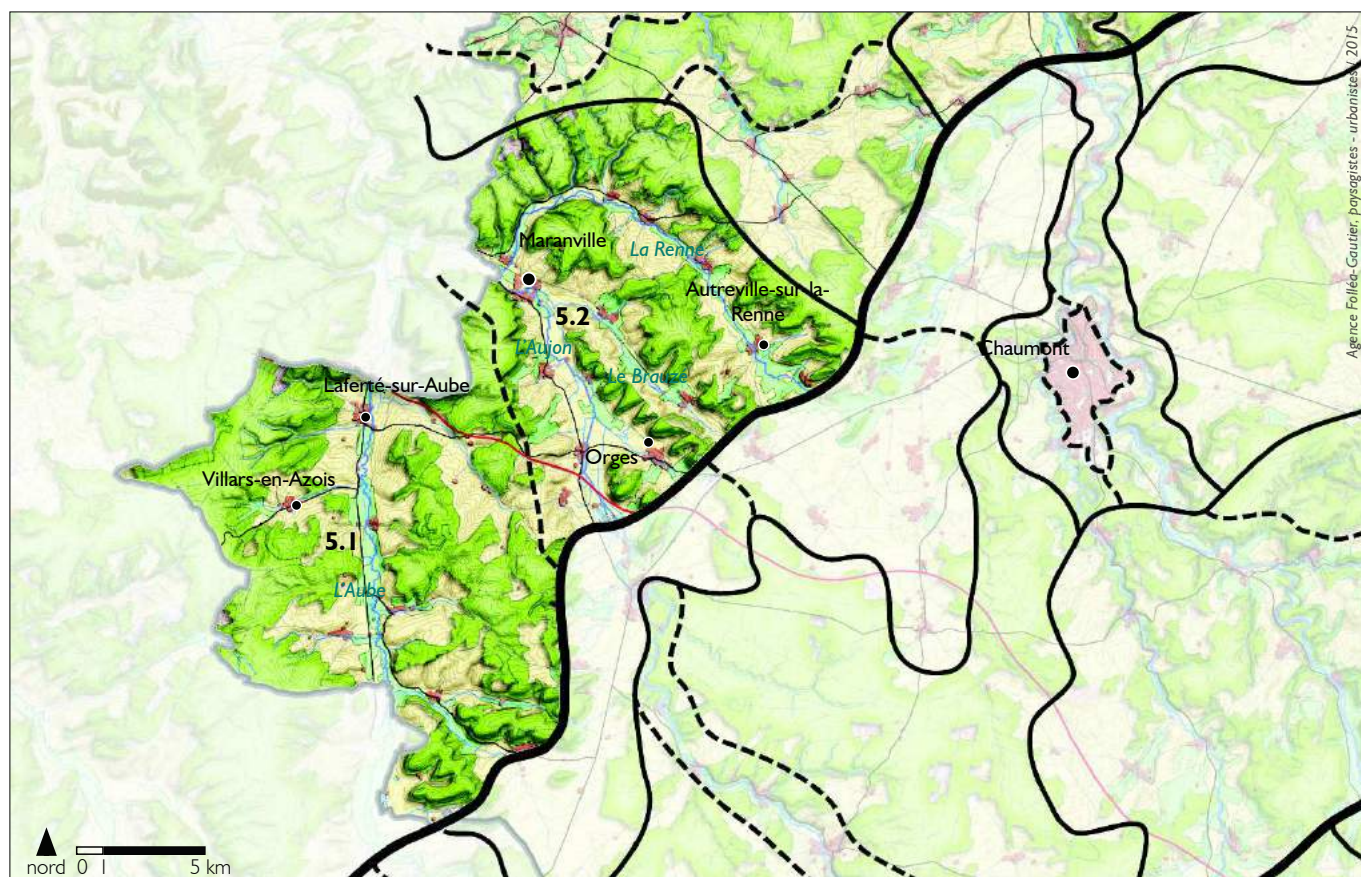 Agence Folléa-Gautier, paysagistes - urbanistes / 2015
Maranville
La Renne
Autreville-sur-la-
Renne
5.2
L'Aujon
Chaumont
Le Brauze
Laferté-sur-Aube
Orges
Villars-en-Azois
5.1
L'Aube
nord 0 1 5 km